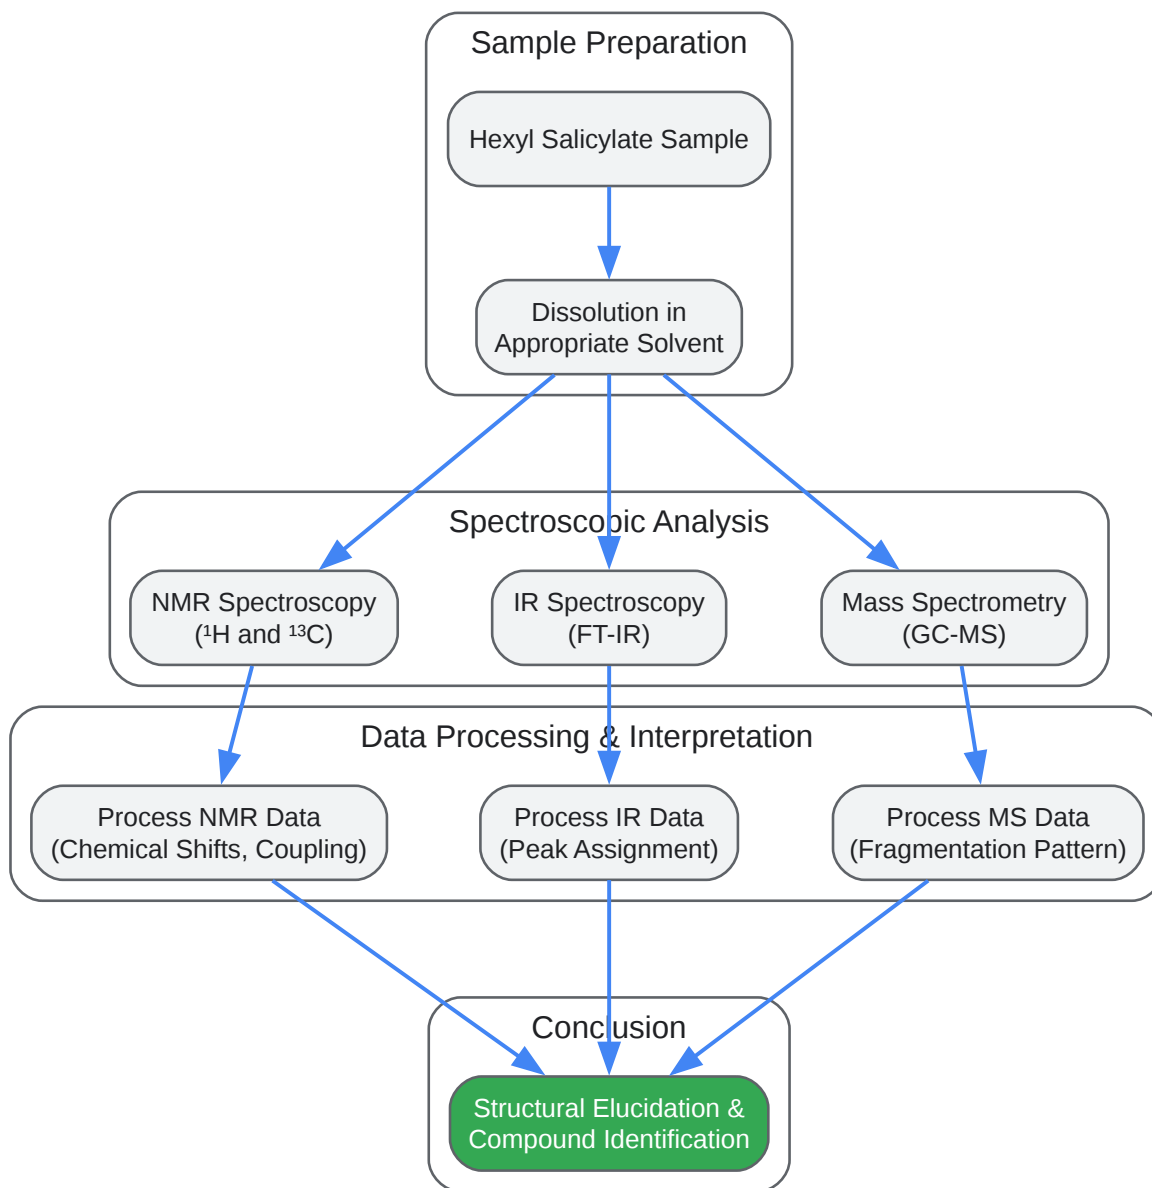 Sample Preparation
Hexyl Salicylate Sample
Dissolution in
Appropriate Solvent
Spectroscopic Analysis
NMR Spectroscopy
(¹H and ¹³C)
IR Spectroscopy
(FT-IR)
Mass Spectrometry
(GC-MS)
Data Processing & Interpretation
Process NMR Data
(Chemical Shifts, Coupling)
Process IR Data
(Peak Assignment)
Process MS Data
(Fragmentation Pattern)
Conclusion
Structural Elucidation &
Compound Identification